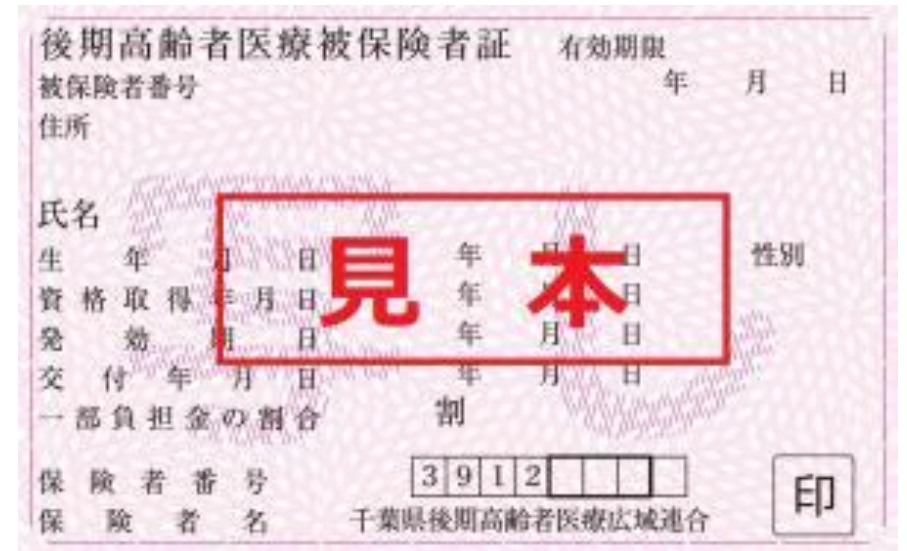 後期高齢者医療被保険者証 有効期限
被保険者番号 年 月 日
住所
氏名
生年月日 年 月 日 性別
資格取得年月日 年 月 日
発効期日 年 月 日
交付年月日 年 月 日
一部負担金の割合 割
見本
保険者番号 3912
保険者名 千葉県後期高齢者医療広域連合
印